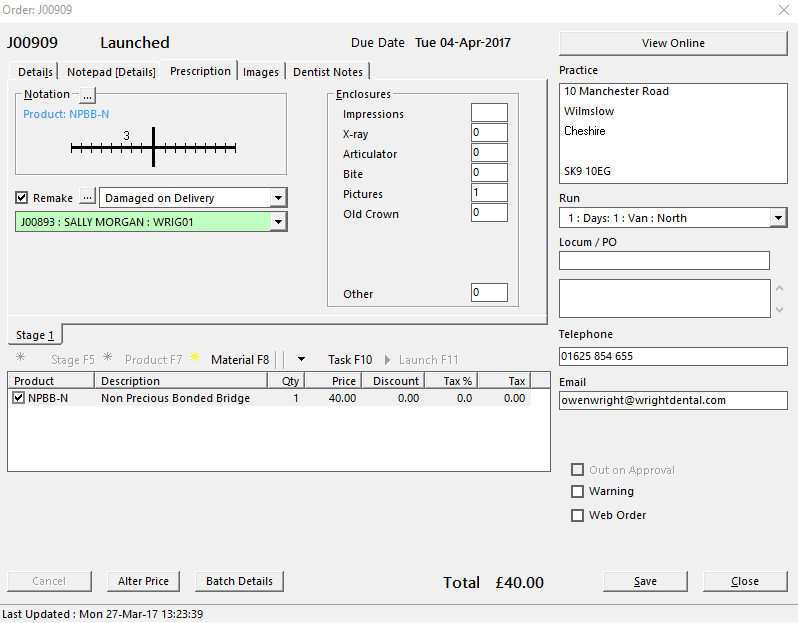 Order: J00909
J00909 Launched Due Date Tue 04-Apr-2017
Details Notepad [Details] Prescription Images Dentist Notes
Notation ...
Product: NPBB-N
3
Remake ... Damaged on Delivery
J00893 : SALLY MORGAN : WRIG01
Enclosures
Impressions
X-ray 0
Articulator 0
Bite 0
Pictures 1
Old Crown 0
Other 0
View Online
Practice
10 Manchester Road
Wilmslow
Cheshire
SK9 10EG
Run
1 : Days: 1 : Van : North
Locum / PO
Telephone
01625 854 655
Email
owenwright@wrightdental.com
Out on Approval
Warning
Web Order
Stage 1
Stage F5 Product F7 Material F8 Task F10 Launch F11
Product Description Qty Price Discount Tax % Tax
NPBB-N Non Precious Bonded Bridge 1 40.00 0.00 0.0 0.00
Cancel Alter Price Batch Details Total £40.00 Save Close
Last Updated : Mon 27-Mar-17 13:23:39